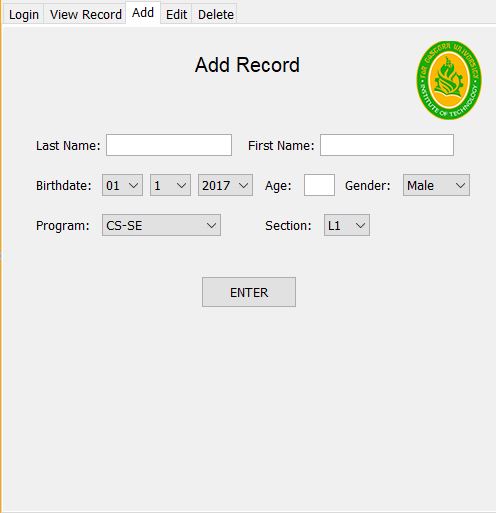 Login View Record Add Edit Delete
Add Record
FAR EASTERN UNIVERSITY
INSTITUTE OF TECHNOLOGY
Last Name: First Name:
Birthdate: 01 1 2017 Age: Gender: Male
Program: CS-SE Section: L1
ENTER